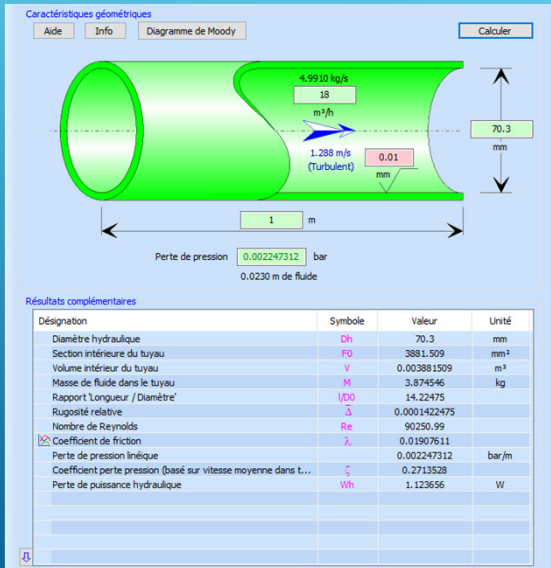 Caractéristiques géométriques
Aide Info Diagramme de Moody Calculer
4.9910 kg/s
18
m³/h
70.3
mm
1.288 m/s
(Turbulent)
0.01
mm
1 m
Perte de pression 0.002247312 bar
0.0230 m de fluide
Résultats complémentaires
Désignation Symbole Valeur Unité
Diamètre hydraulique Dh 70.3 mm
Section intérieure du tuyau F0 3881.509 mm²
Volume intérieur du tuyau V 0.003881509 m³
Masse de fluide dans le tuyau M 3.874546 kg
Rapport 'Longueur / Diamètre' l/D0 14.22475
Rugosité relative Δ̅ 0.0001422475
Nombre de Reynolds Re 90250.99
Coefficient de friction λ 0.01907611
Perte de pression linéique 0.002247312 bar/m
Coefficient perte pression (basé sur vitesse moyenne dans t... ζ 0.2713528
Perte de puissance hydraulique Wh 1.123656 W